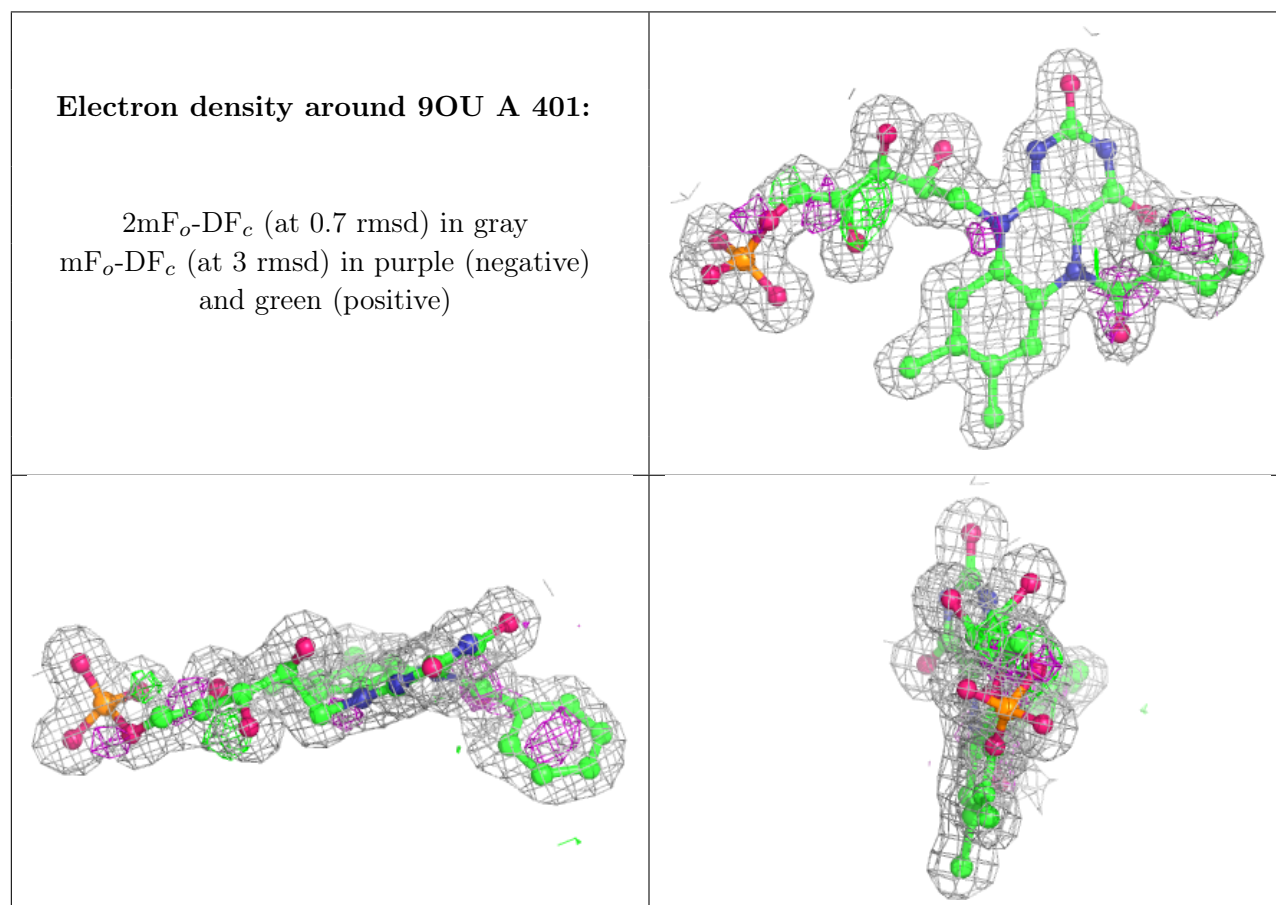 Electron density around 9OU A 401:
2mFo-DFc (at 0.7 rmsd) in gray
mFo-DFc (at 3 rmsd) in purple (negative)
and green (positive)